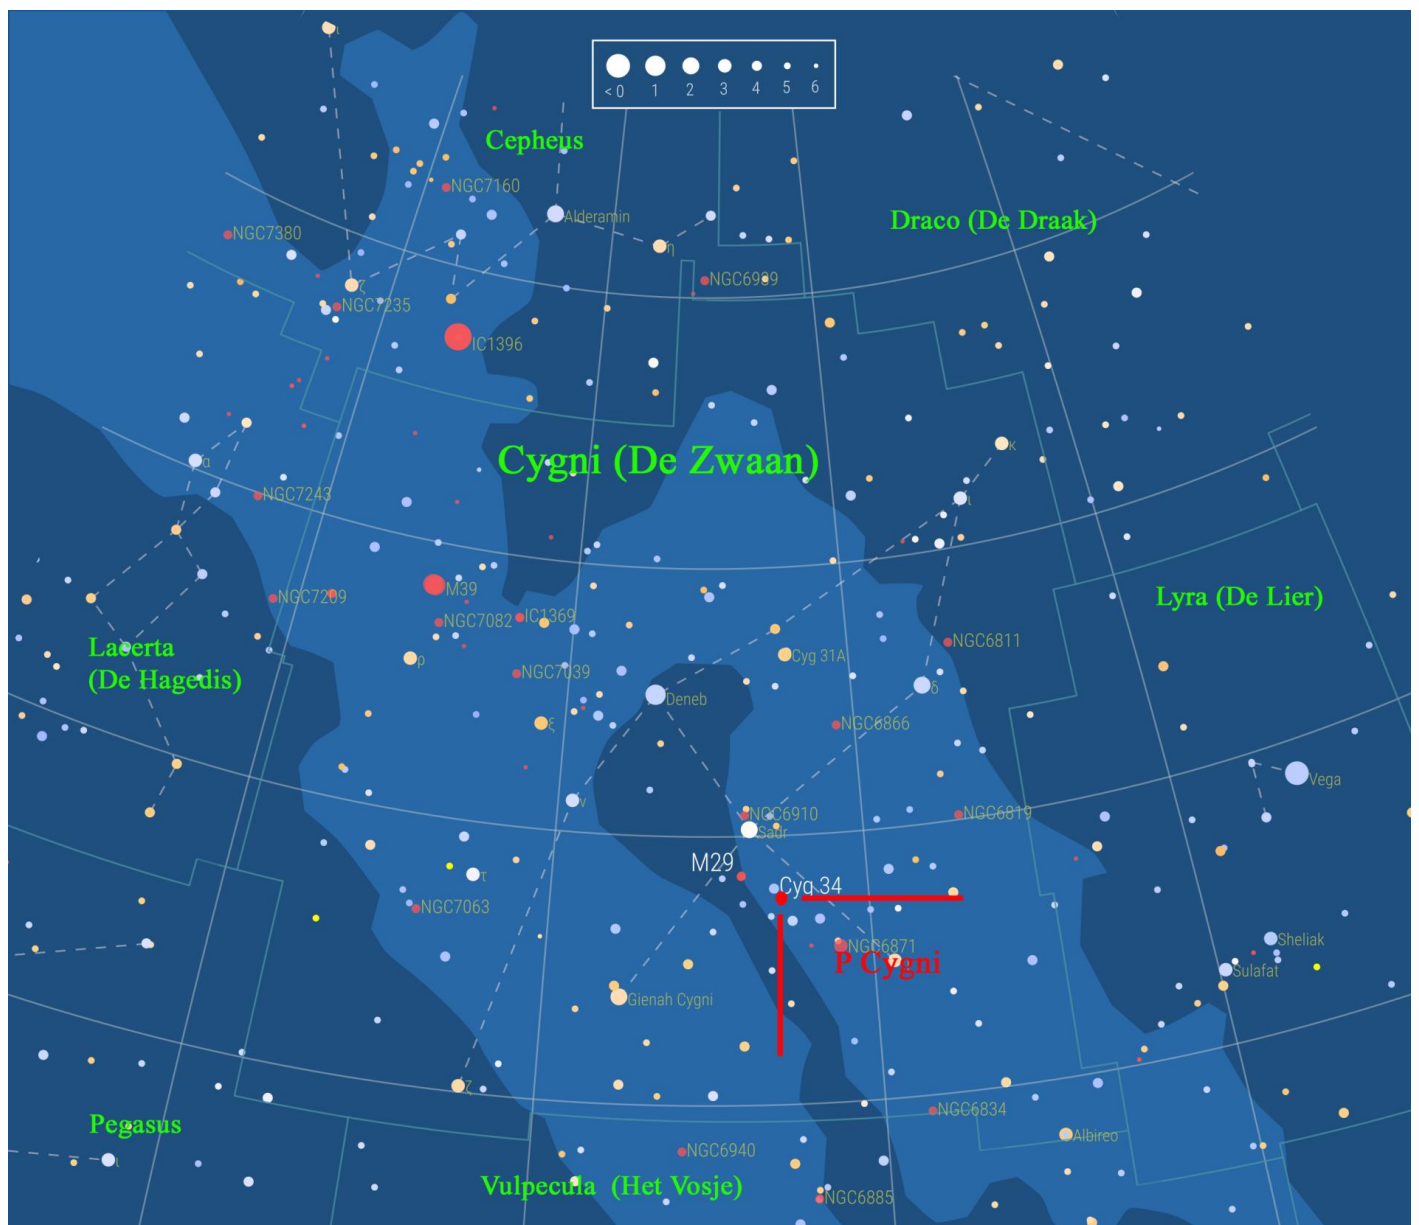 ι
<0 1 2 3 4 5 6
Cepheus
NGC7160
Alderamin
Draco (De Draak)
NGC7380
η
NGC6939
ζ
NGC7235
IC1396
κ
Cygni (De Zwaan)
α
NGC7243
ι
M39
NGC7209
IC1369
Lyra (De Lier)
NGC7082
NGC6811
Lacerta
(De Hagedis)
ρ
Cyg 31A
NGC7039
δ
Deneb
ξ
NGC6866
Vega
ν
NGC6910
NGC6819
Sadr
M29
τ
Cyg 34
NGC7063
Sheliak
NGC6871
P Cygni
Sulafat
Gienah Cygni
ζ
NGC6834
Pegasus
Albireo
NGC6940
ι
Vulpecula (Het Vosje)
NGC6885